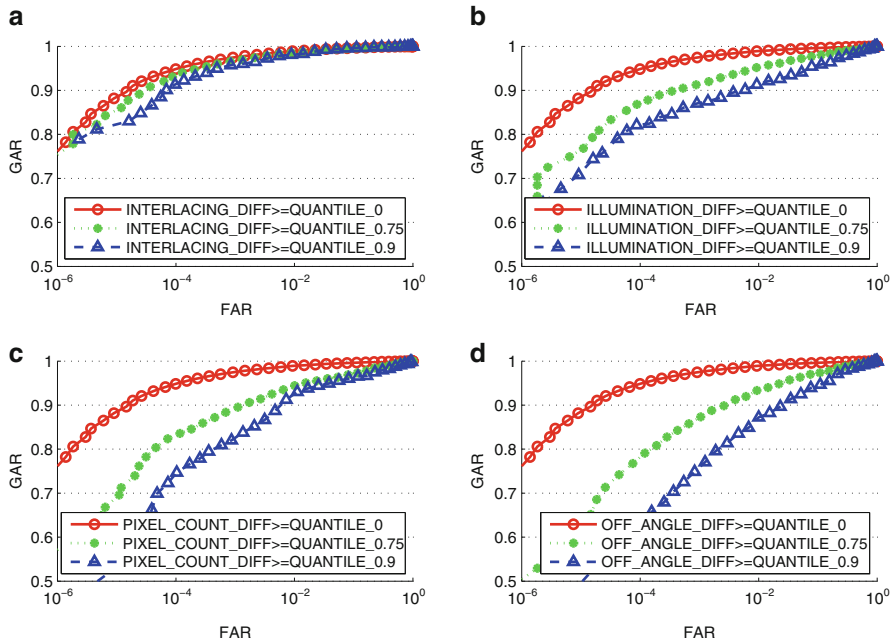 a
1
0.9
0.8
0.7
0.6
0.5
GAR
INTERLACING_DIFF>=QUANTILE_0
INTERLACING_DIFF>=QUANTILE_0.75
INTERLACING_DIFF>=QUANTILE_0.9
10^-6
10^-4
10^-2
10^0
FAR
b
1
0.9
0.8
0.7
0.6
0.5
GAR
ILLUMINATION_DIFF>=QUANTILE_0
ILLUMINATION_DIFF>=QUANTILE_0.75
ILLUMINATION_DIFF>=QUANTILE_0.9
10^-6
10^-4
10^-2
10^0
FAR
c
1
0.9
0.8
0.7
0.6
0.5
GAR
PIXEL_COUNT_DIFF>=QUANTILE_0
PIXEL_COUNT_DIFF>=QUANTILE_0.75
PIXEL_COUNT_DIFF>=QUANTILE_0.9
10^-6
10^-4
10^-2
10^0
FAR
d
1
0.9
0.8
0.7
0.6
0.5
GAR
OFF_ANGLE_DIFF>=QUANTILE_0
OFF_ANGLE_DIFF>=QUANTILE_0.75
OFF_ANGLE_DIFF>=QUANTILE_0.9
10^-6
10^-4
10^-2
10^0
FAR